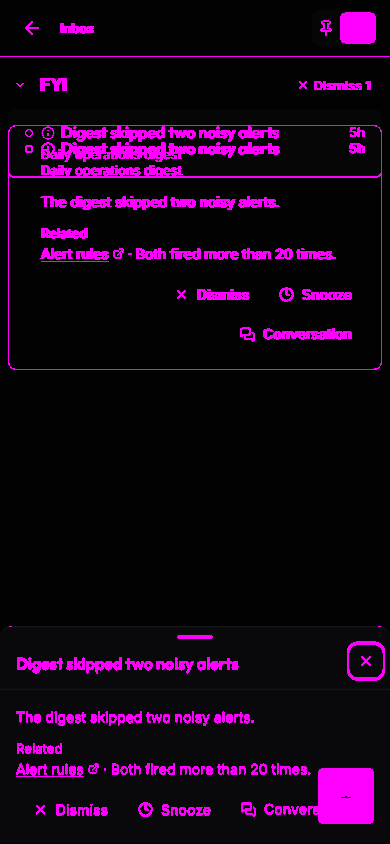 Inbox
FYI
Dismiss 1
Digest skipped two noisy alerts 5h
Digest skipped two noisy alerts 5h
Daily operations digest
Daily operations digest
The digest skipped two noisy alerts.
Related
Alert rules · Both fired more than 20 times.
Dismiss Snooze
Conversation
Digest skipped two noisy alerts
The digest skipped two noisy alerts.
Related
Alert rules · Both fired more than 20 times.
Dismiss Snooze Convers